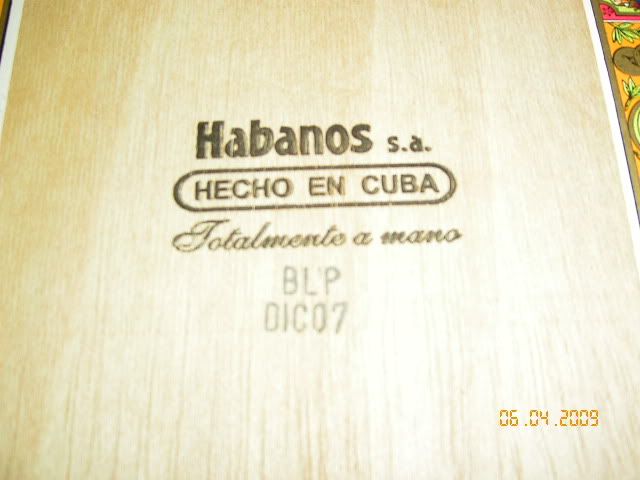 Habanos s.a.
HECHO EN CUBA
Totalmente a mano
BLP
DIC07
06.04.2009